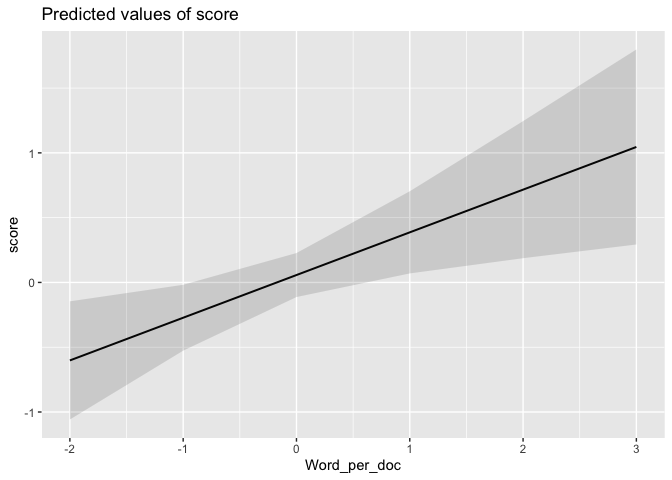 Predicted values of score
score
1
0
-1
-2 -1 0 1 2 3
Word_per_doc